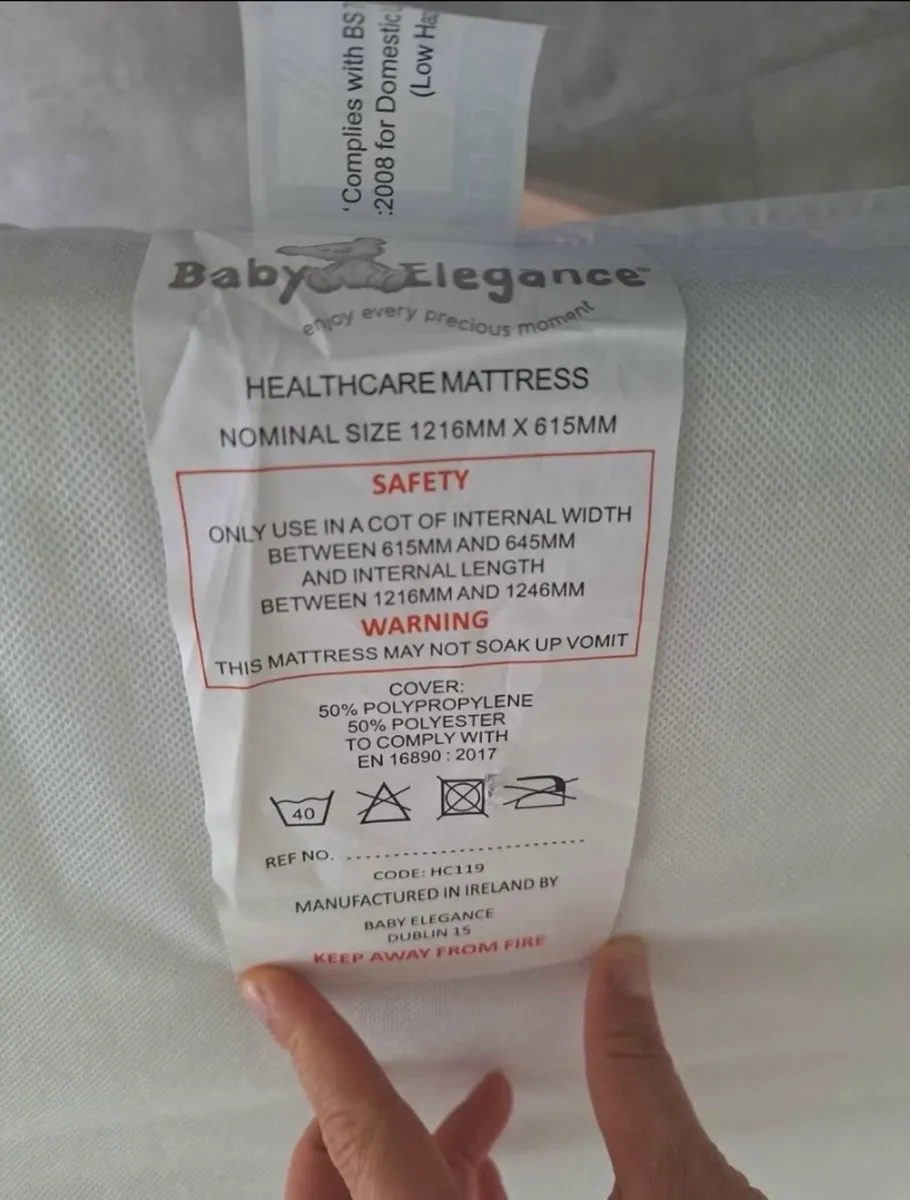 'Complies with BS
:2008 for Domestic
(Low
Baby Elegance™
enjoy every precious moment
HEALTHCARE MATTRESS
NOMINAL SIZE 1216MM X 615MM
SAFETY
ONLY USE IN A COT OF INTERNAL WIDTH
BETWEEN 615MM AND 645MM
AND INTERNAL LENGTH
BETWEEN 1216MM AND 1246MM
WARNING
THIS MATTRESS MAY NOT SOAK UP VOMIT
COVER:
50% POLYPROPYLENE
50% POLYESTER
TO COMPLY WITH
EN 16890 : 2017
40
REF NO. ..............................
CODE: HC119
MANUFACTURED IN IRELAND BY
BABY ELEGANCE
DUBLIN 15
KEEP AWAY FROM FIRE